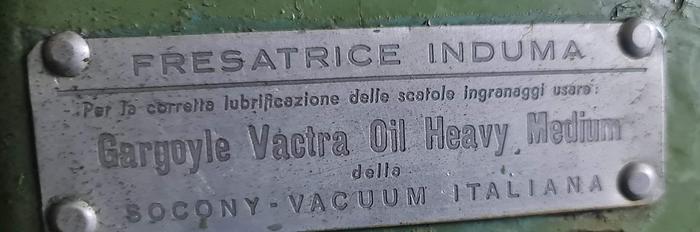 FRESATRICE INDUMA
Per la corretta lubrificazione delle scatole ingranaggi usare:
Gargoyle Vactra Oil Heavy Medium
della
SOCONY-VACUUM ITALIANA